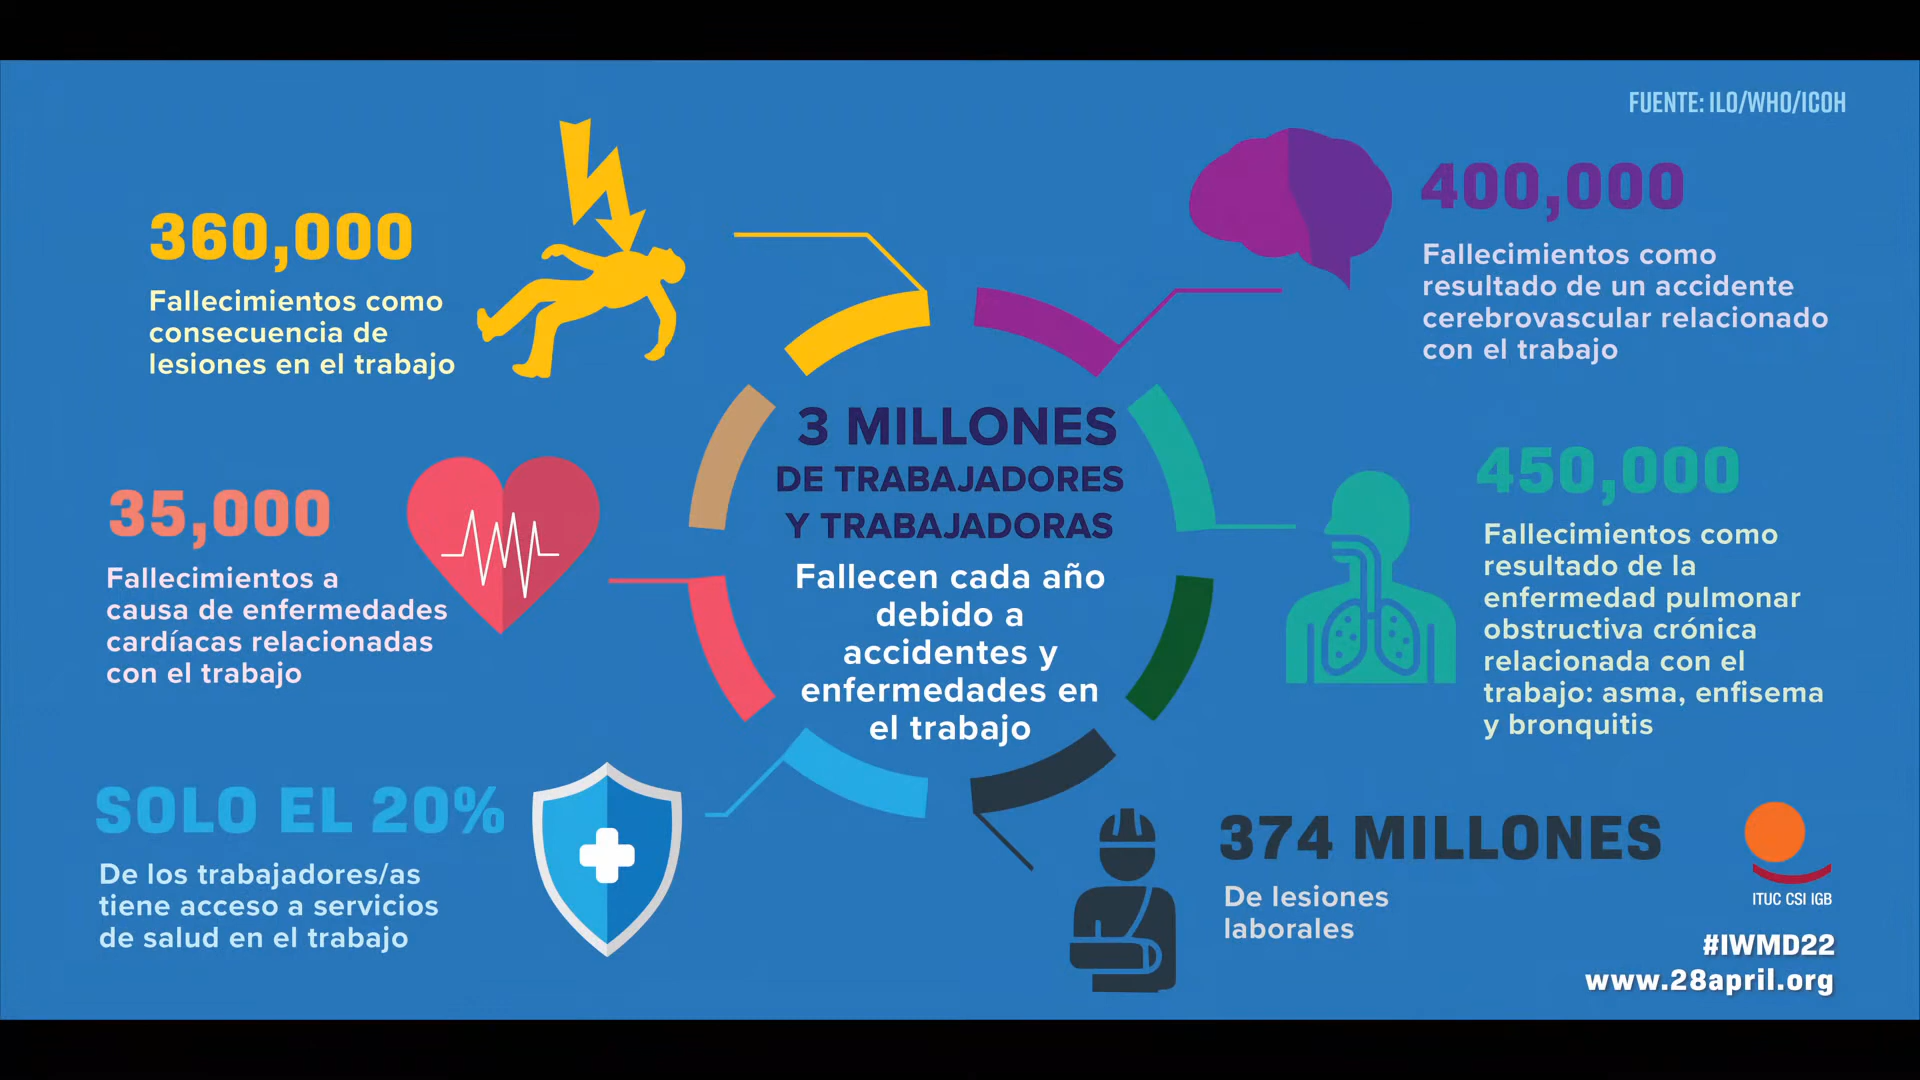 FUENTE: ILO/WHO/ICOH
360,000
Fallecimientos como
consecuencia de
lesiones en el trabajo
400,000
Fallecimientos como
resultado de un accidente
cerebrovascular relacionado
con el trabajo
3 MILLONES
DE TRABAJADORES
Y TRABAJADORAS
Fallecen cada año
debido a
accidentes y
enfermedades en
el trabajo
35,000
Fallecimientos a
causa de enfermedades
cardíacas relacionadas
con el trabajo
450,000
Fallecimientos como
resultado de la
enfermedad pulmonar
obstructiva crónica
relacionada con el
trabajo: asma, enfisema
y bronquitis
SOLO EL 20%
De los trabajadores/as
tiene acceso a servicios
de salud en el trabajo
374 MILLONES
De lesiones
laborales
ITUC CSI IGB
#IWMD22
www.28april.org